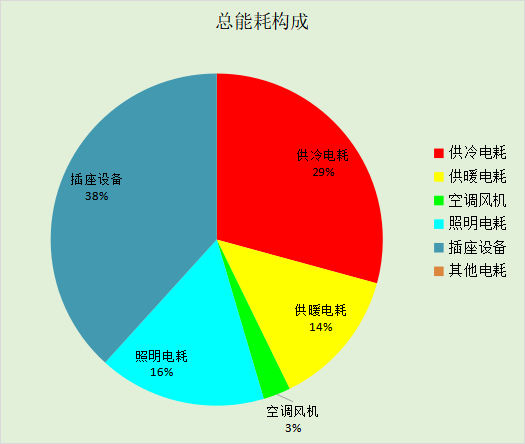 总能耗构成
供冷电耗
29%
供暖电耗
14%
空调风机
3%
照明电耗
16%
插座设备
38%
供冷电耗
供暖电耗
空调风机
照明电耗
插座设备
其他电耗